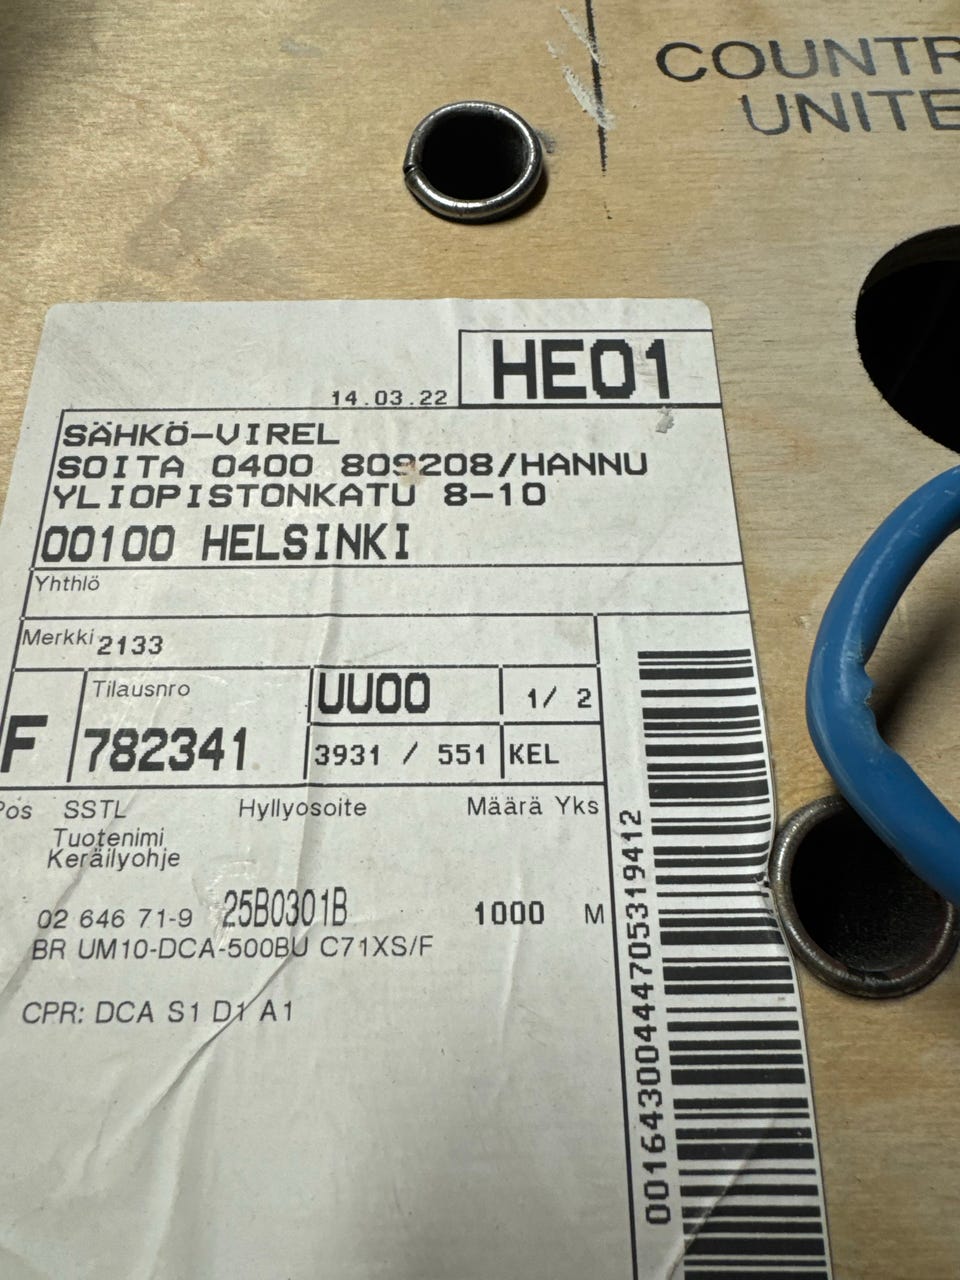 COUNTR
UNITE
HE01
14.03.22
SÄHKÖ-VIREL
SOITA 0400 809208/HANNU
YLIOPISTONKATU 8-10
00100 HELSINKI
Yhthlö
Merkki 2133
F
Tilausnro
782341
UU00
1/ 2
3931 / 551
KEL
Pos SSTL Hyllyosoite Määrä Yks
Tuotenimi
Keräilyohje
02 646 71-9 25B0301B 1000 M
BR UM10-DCA-500BU C71XS/F
CPR: DCA S1 D1 A1
00164300444705319412